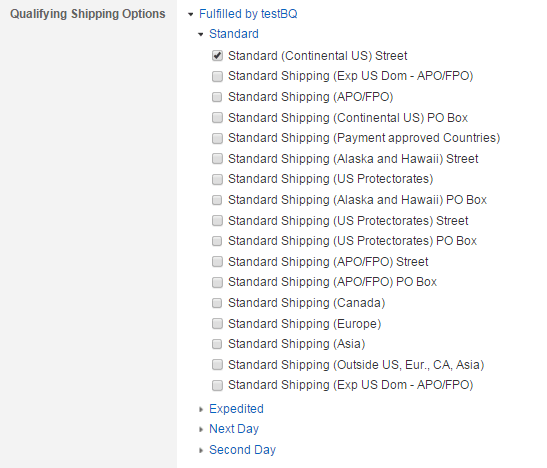 Qualifying Shipping Options
Fulfilled by testBQ
Standard
Standard (Continental US) Street
Standard Shipping (Exp US Dom - APO/FPO)
Standard Shipping (APO/FPO)
Standard Shipping (Continental US) PO Box
Standard Shipping (Payment approved Countries)
Standard Shipping (Alaska and Hawaii) Street
Standard Shipping (US Protectorates)
Standard Shipping (Alaska and Hawaii) PO Box
Standard Shipping (US Protectorates) Street
Standard Shipping (US Protectorates) PO Box
Standard Shipping (APO/FPO) Street
Standard Shipping (APO/FPO) PO Box
Standard Shipping (Canada)
Standard Shipping (Europe)
Standard Shipping (Asia)
Standard Shipping (Outside US, Eur., CA, Asia)
Standard Shipping (Exp US Dom - APO/FPO)
Expedited
Next Day
Second Day